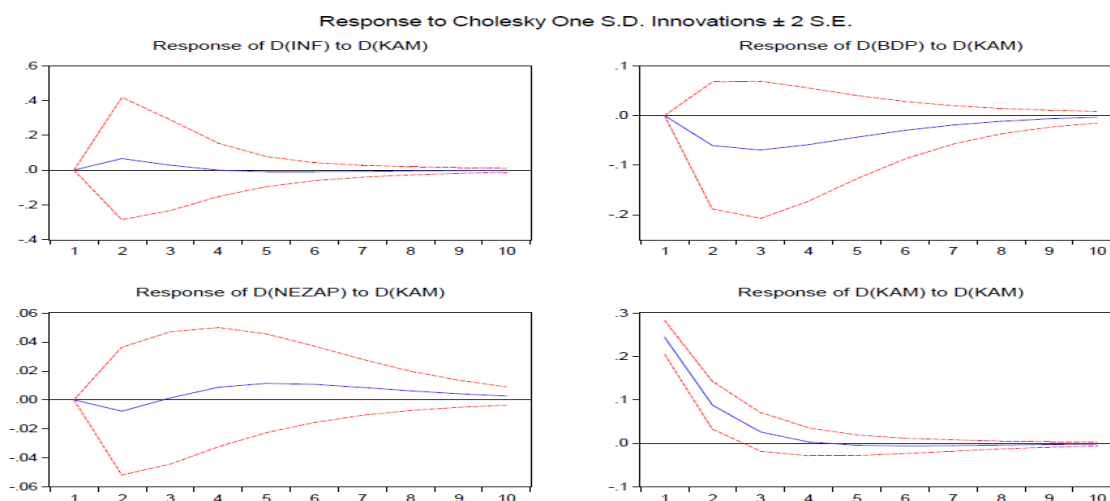 Response to Cholesky One S.D. Innovations ± 2 S.E.
Response of D(INF) to D(KAM)
.6
.4
.2
.0
-.2
-.4
1 2 3 4 5 6 7 8 9 10
Response of D(BDP) to D(KAM)
.1
.0
-.1
-.2
1 2 3 4 5 6 7 8 9 10
Response of D(NEZAP) to D(KAM)
.06
.04
.02
.00
-.02
-.04
-.06
1 2 3 4 5 6 7 8 9 10
Response of D(KAM) to D(KAM)
.3
.2
.1
.0
-.1
1 2 3 4 5 6 7 8 9 10